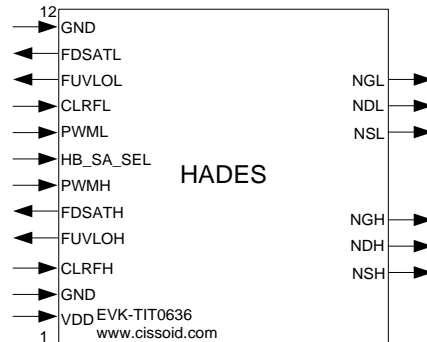 12
GND
FDSATL
FUVLOL
CLRFL
PWML
HB_SA_SEL
PWMH
FDSATH
FUVLOH
CLRFH
GND
VDD
1
HADES
NGL
NDL
NSL
NGH
NDH
NSH
EVK-TIT0636
www.cissoid.com